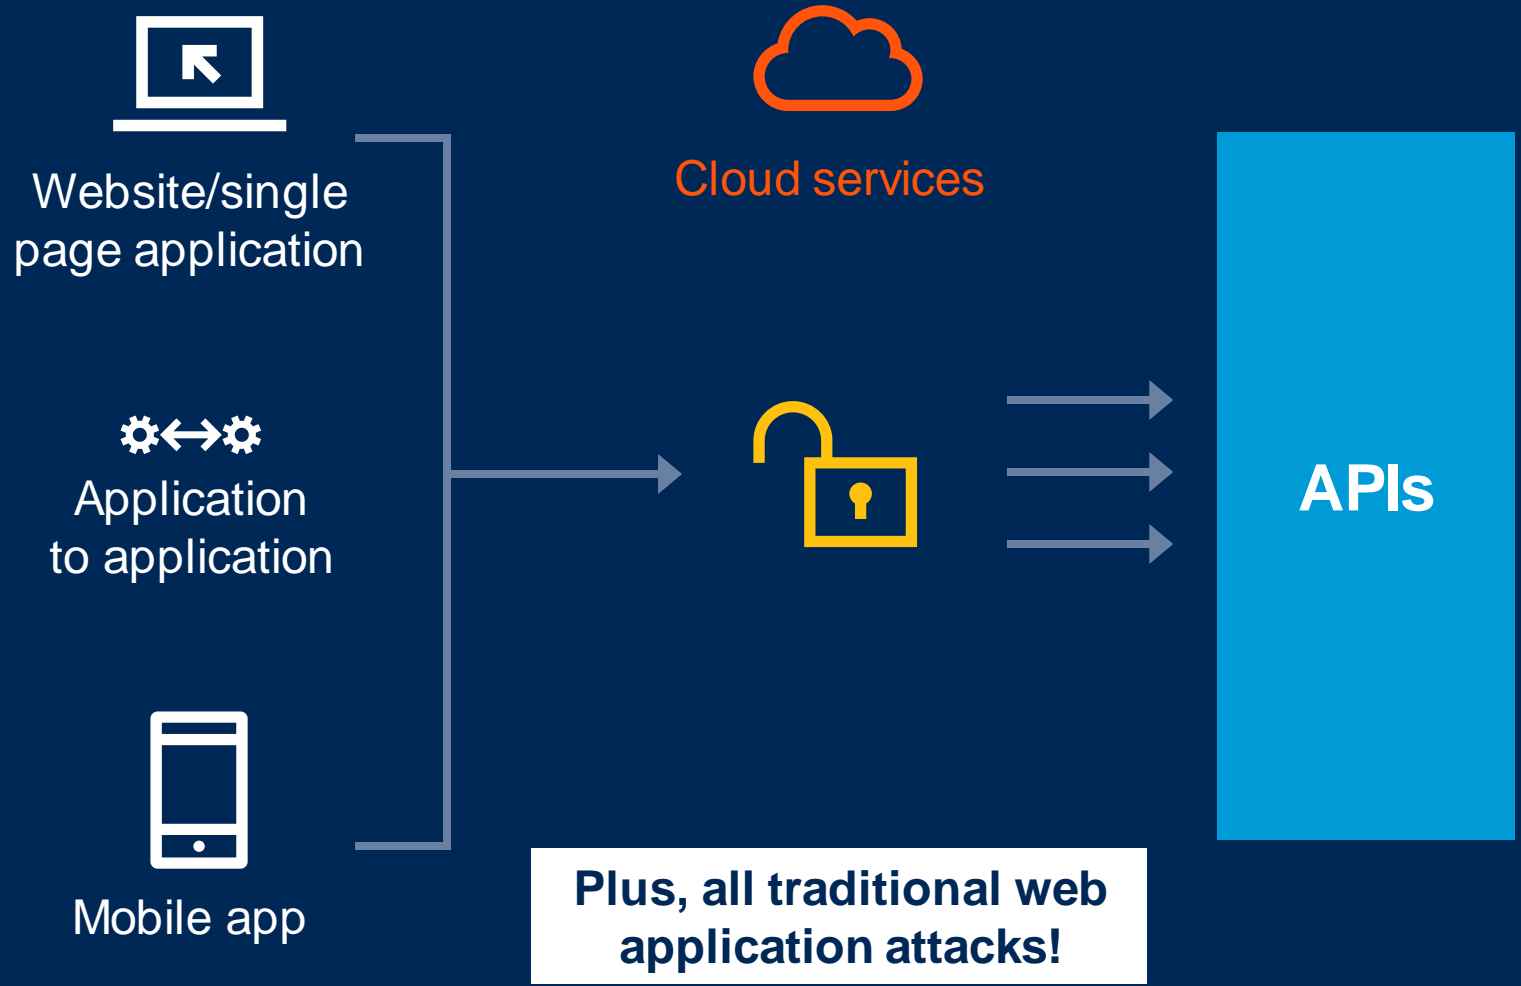 Website/single
page application
Cloud services
Application
to application
APIs
Mobile app
Plus, all traditional web
application attacks!